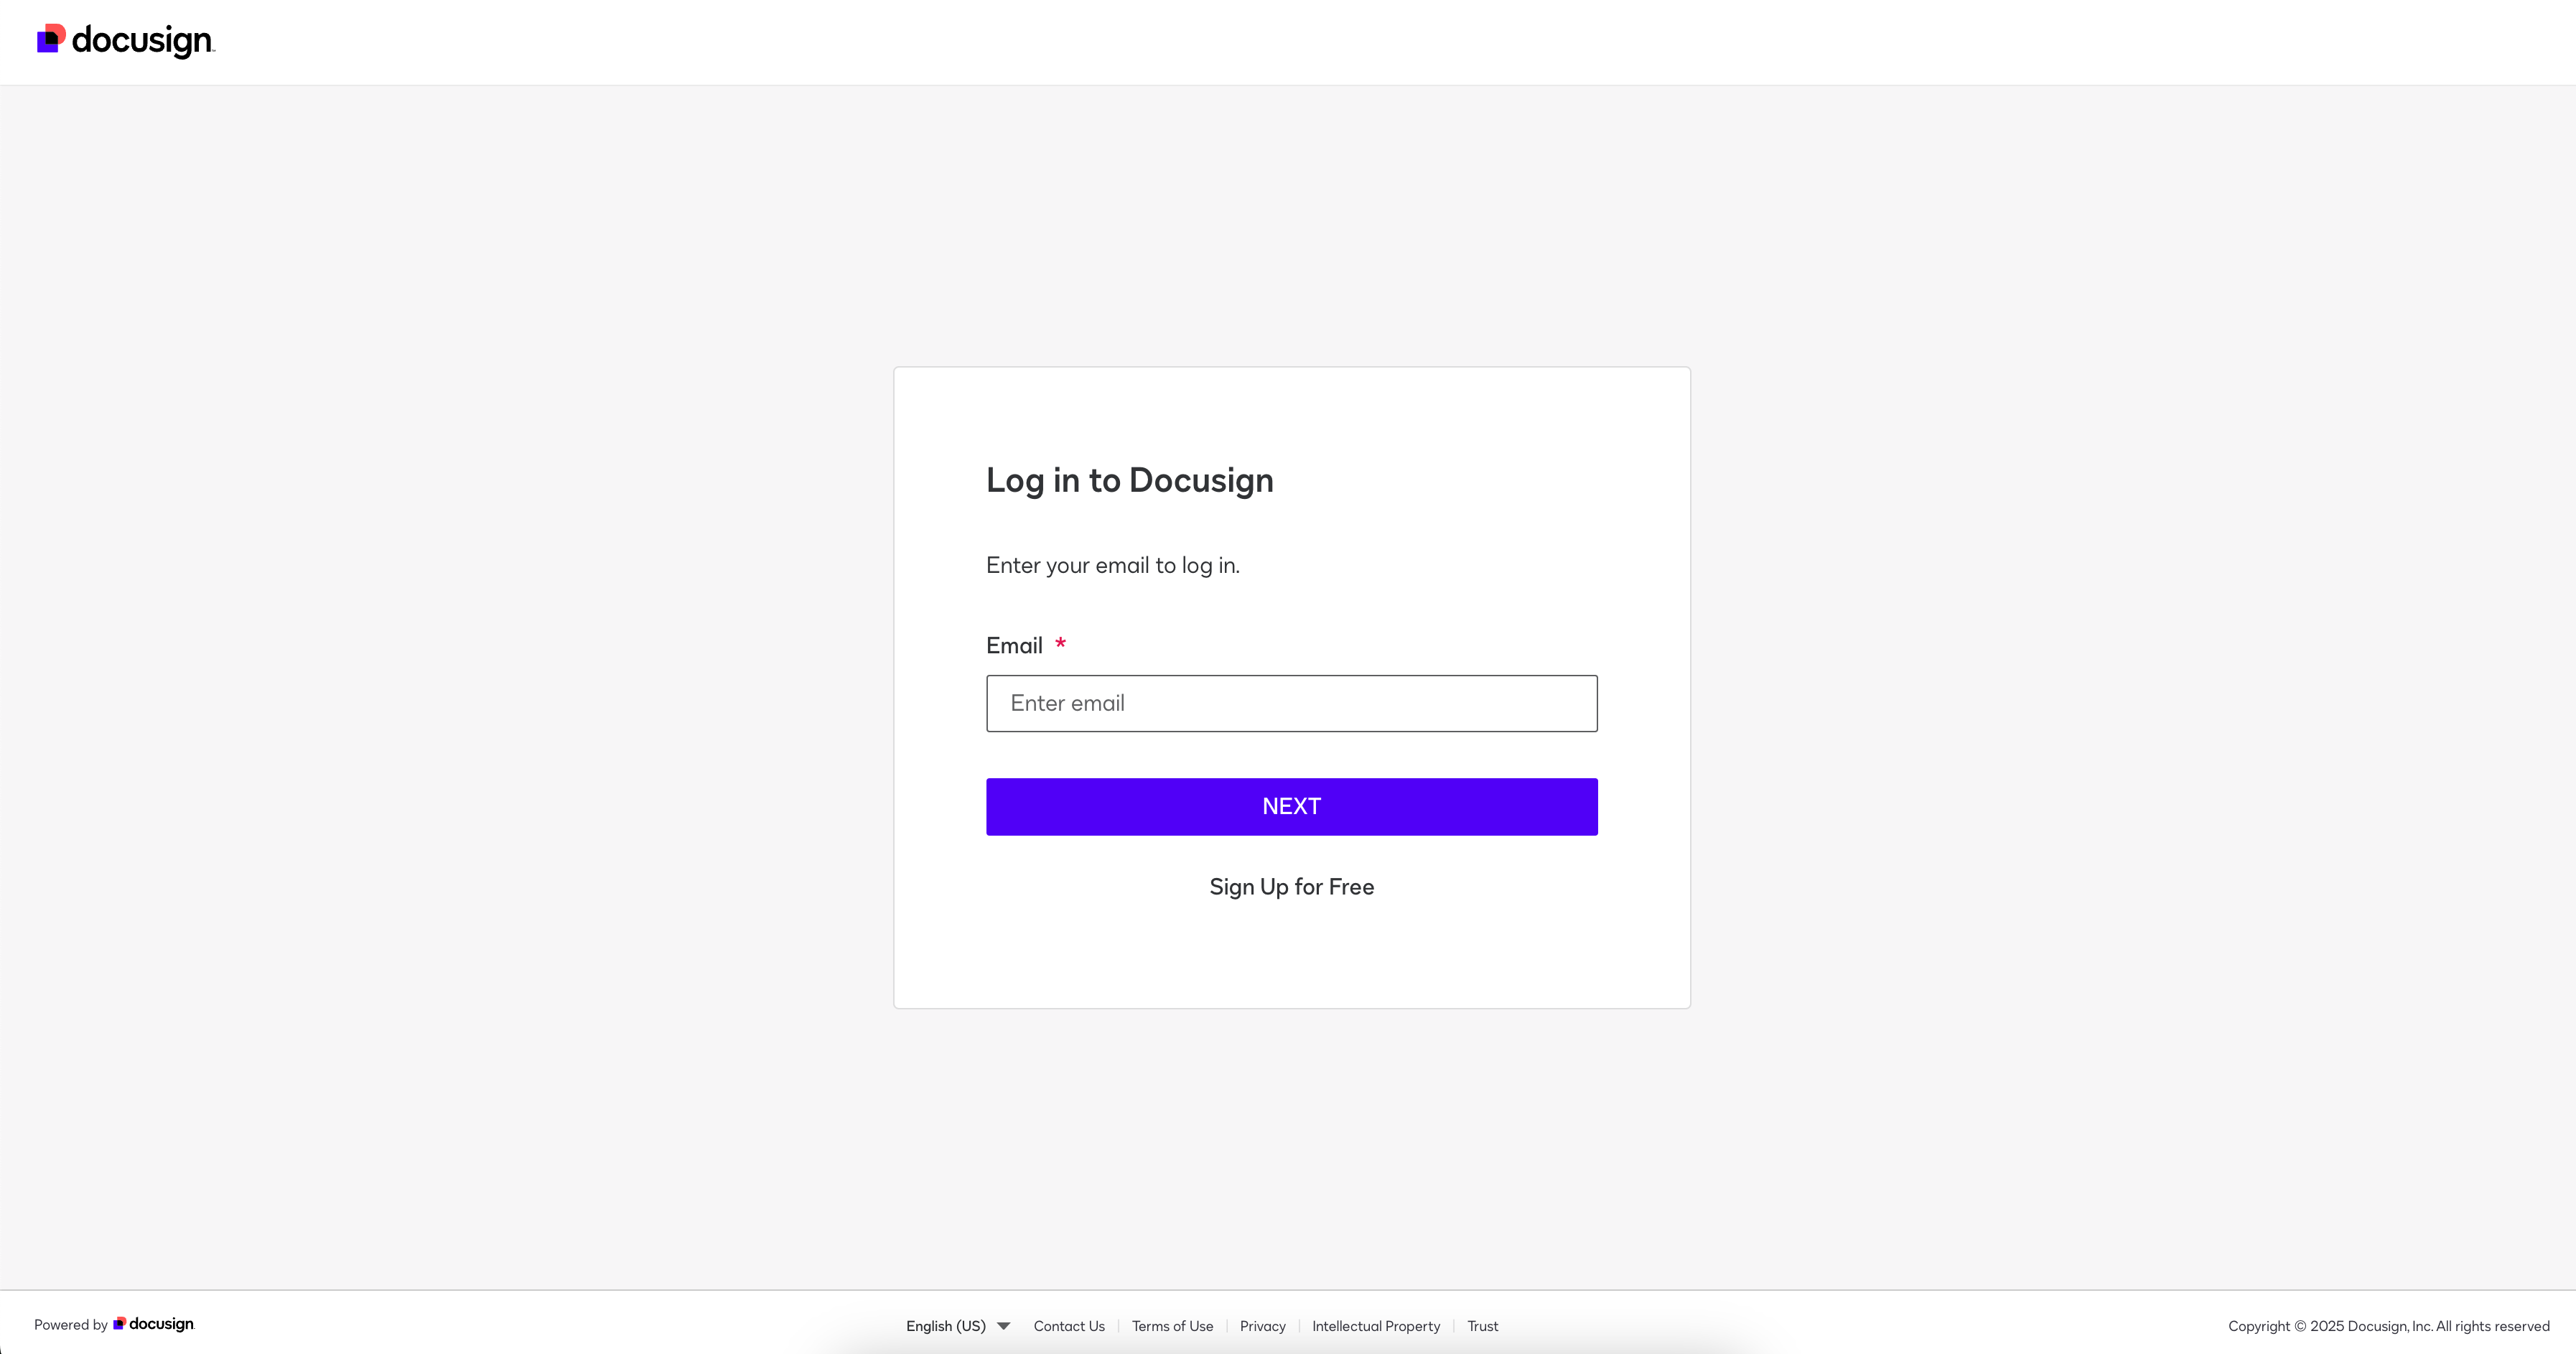 docusign
Log in to Docusign
Enter your email to log in.
Email *
Enter email
NEXT
Sign Up for Free
Powered by docusign
English (US) Contact Us Terms of Use Privacy Intellectual Property Trust
Copyright © 2025 Docusign, Inc. All rights reserved